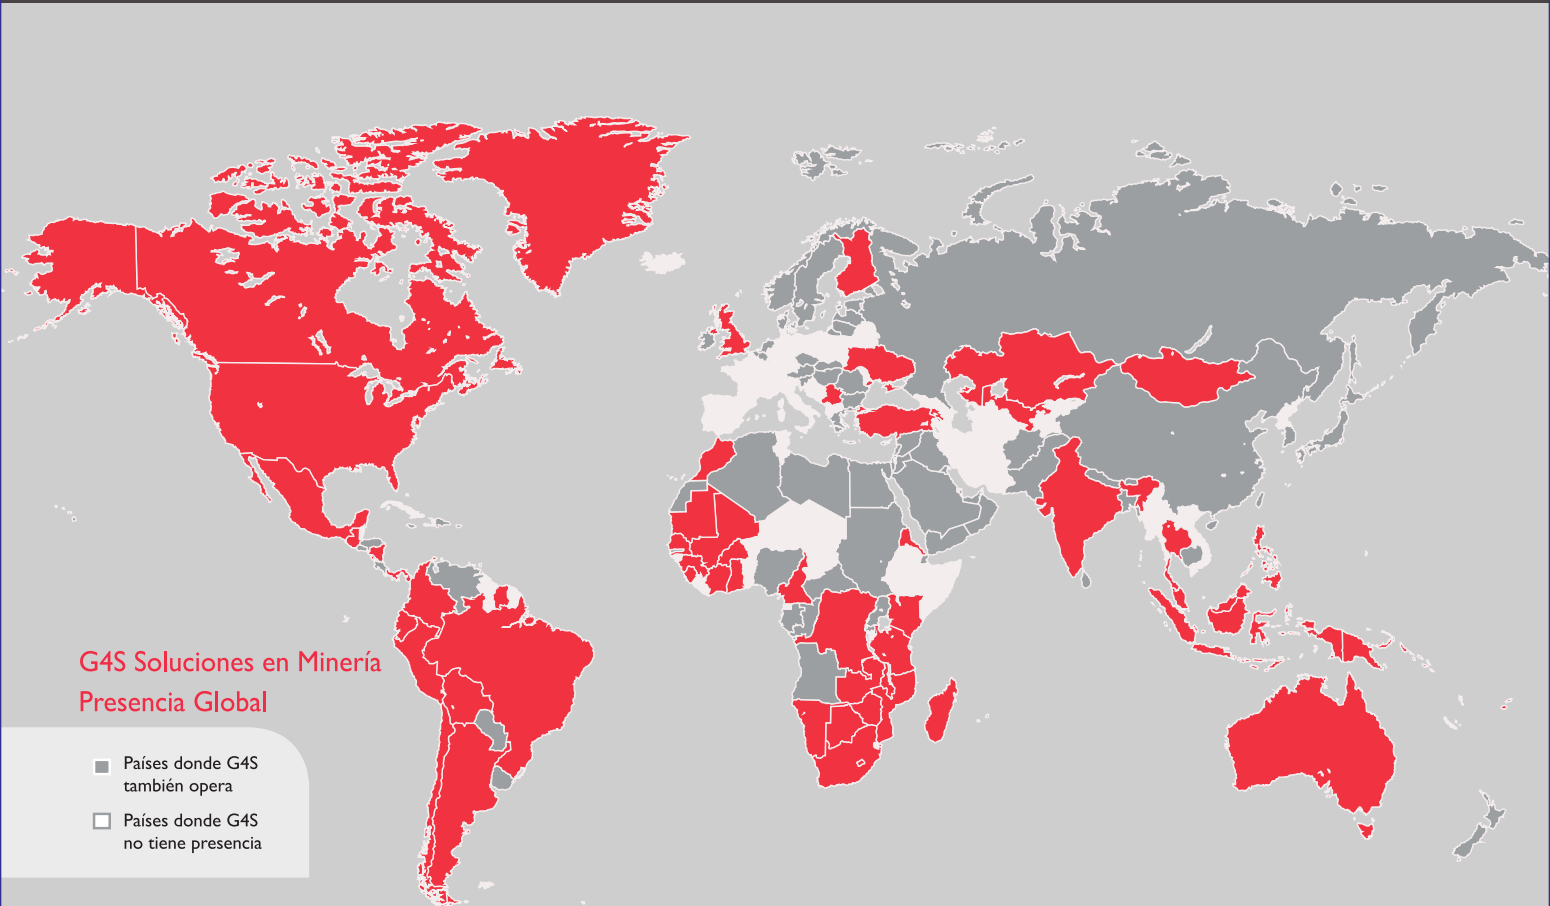 G4S Soluciones en Minería
Presencia Global
Países donde G4S
también opera
Países donde G4S
no tiene presencia